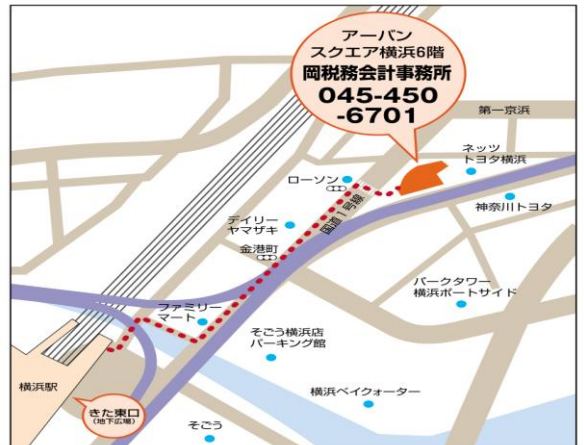 アーバン
スクエア横浜6階
岡税務会計事務所
045-450
-6701
第一京浜
ネッツ
トヨタ横浜
ローソン
国道1号線
神奈川トヨタ
デイリー
ヤマザキ
金港町
パークタワー
横浜ポートサイド
ファミリー
マート
そごう横浜店
パーキング館
横浜駅
きた東口
(地下広場)
横浜ベイクォーター
そごう